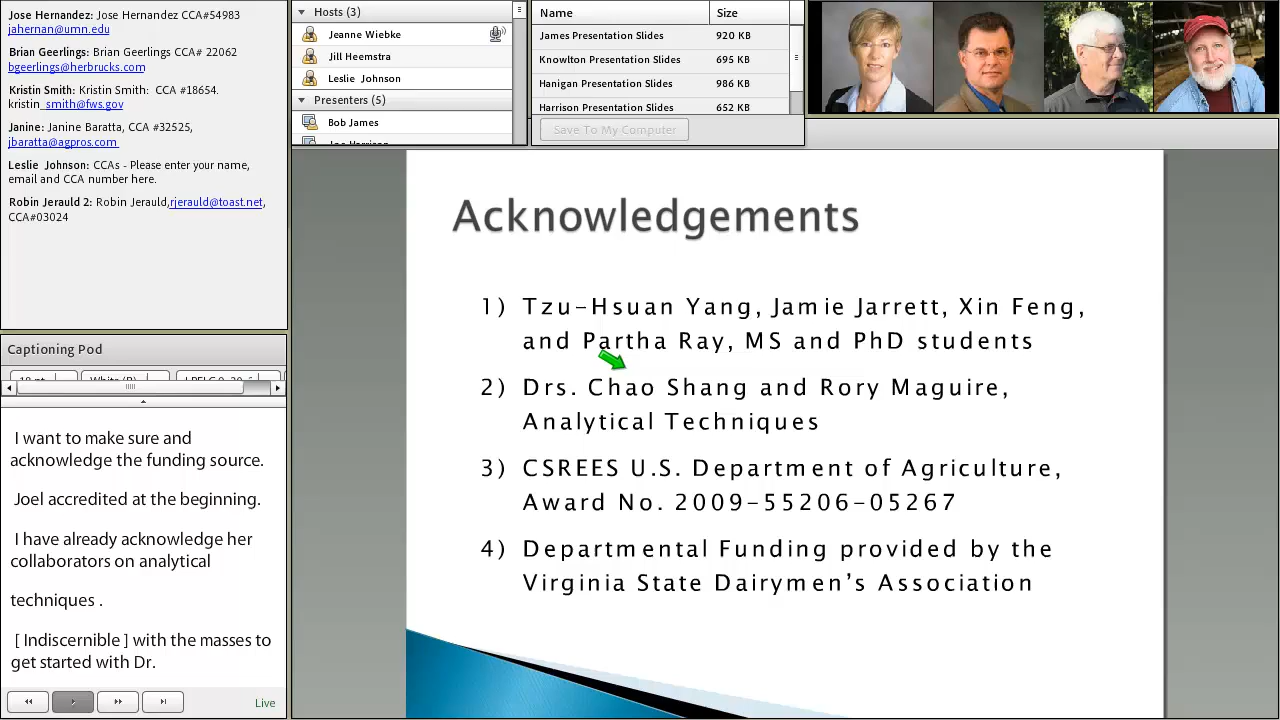 Jose Hernandez: Jose Hernandez CCA#54983
jahernan@umn.edu
Brian Geerlings: Brian Geerlings CCA# 22062
bgeerlings@herbrucks.com
Kristin Smith: Kristin Smith: CCA #18654.
kristin_smith@fws.gov
Janine: Janine Baratta, CCA #32525,
jbaratta@agpros.com
Leslie Johnson: CCAs - Please enter your name,
email and CCA number here.
Robin Jerauld 2: Robin Jerauld,rjerauld@toast.net,
CCA#03024
Captioning Pod
I want to make sure and
acknowledge the funding source.
Joel accredited at the beginning.
I have already acknowledge her
collaborators on analytical
techniques .
[ Indiscernible ] with the masses to
get started with Dr.
Live
Hosts (3)
Jeanne Wiebke
Jill Heemstra
Leslie Johnson
Presenters (5)
Bob James
Name Size
James Presentation Slides 920 KB
Knowlton Presentation Slides 695 KB
Hanigan Presentation Slides 986 KB
Harrison Presentation Slides 652 KB
Save To My Computer
Acknowledgements
1) Tzu-Hsuan Yang, Jamie Jarrett, Xin Feng,
and Partha Ray, MS and PhD students
2) Drs. Chao Shang and Rory Maguire,
Analytical Techniques
3) CSREES U.S. Department of Agriculture,
Award No. 2009-55206-05267
4) Departmental Funding provided by the
Virginia State Dairymen's Association